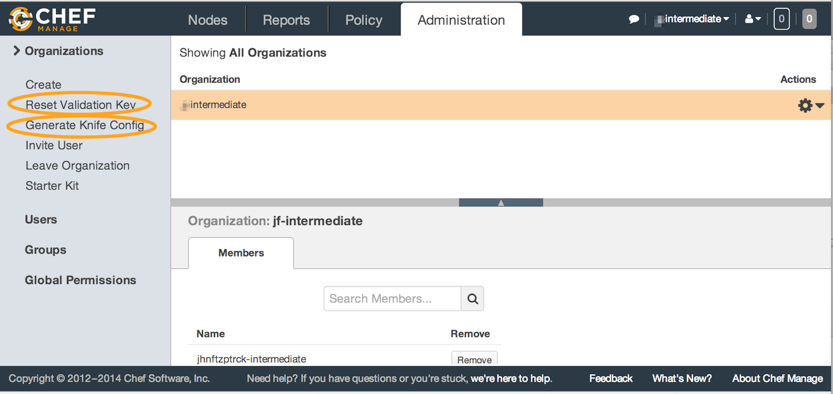 CHEF
MANAGE
Nodes
Reports
Policy
Administration
intermediate
0
0
Organizations
Create
Reset Validation Key
Generate Knife Config
Invite User
Leave Organization
Starter Kit
Users
Groups
Global Permissions
Showing All Organizations
Organization Actions
intermediate
Organization: jf-intermediate
Members
Search Members...
Name Remove
jhnftzptrck-intermediate Remove
Copyright © 2012–2014 Chef Software, Inc.
Need help? If you have questions or you're stuck, we're here to help.
Feedback
What's New?
About Chef Manage